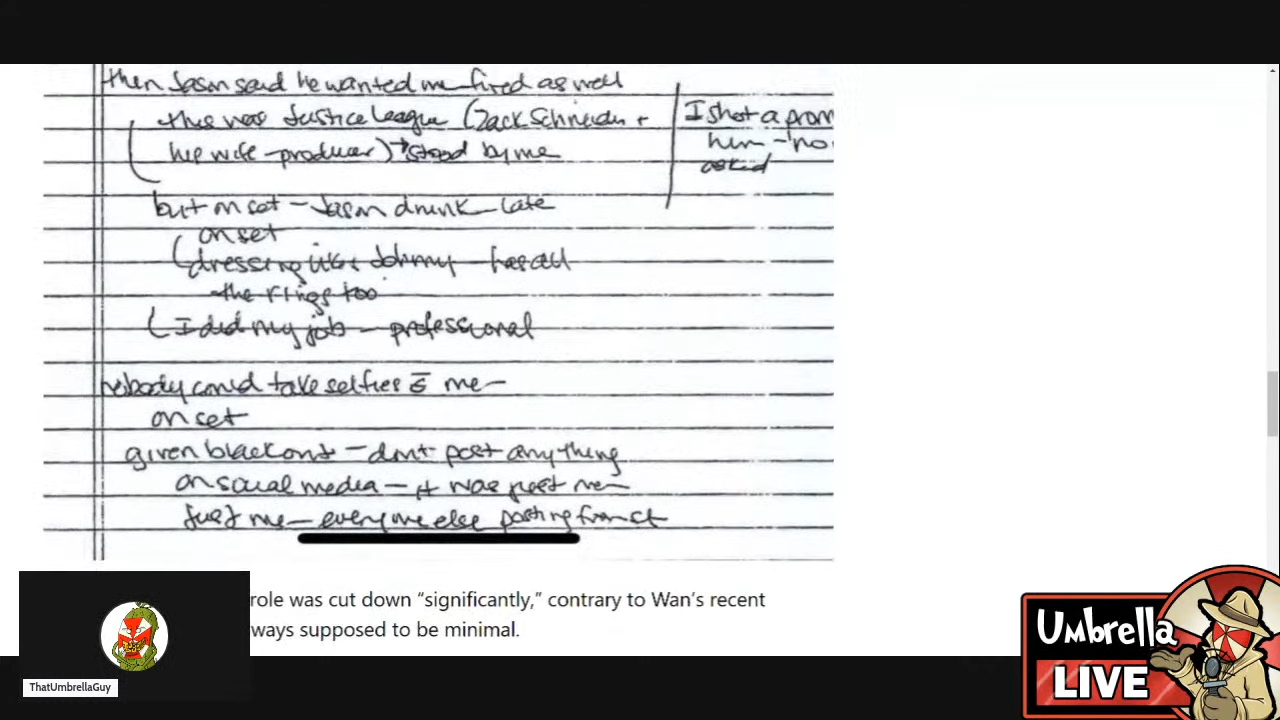 then Jason said he wanted me fired as well
this was Justice League (Zack Schneider +
his wife - producer) → stood by me
I shot a prom
him - no
asked
but on set - Jason drunk - late
on set
(dressing like Johnny - has all
the rings too
(I did my job - professional
nobody could take selfies c̄ me -
on set
given blackout - don't post anything
on social media - it was just me
just me - everyone else posting from set
role was cut down “significantly,” contrary to Wan’s recent
ways supposed to be minimal.
ThatUmbrellaGuy
Umbrella
LIVE